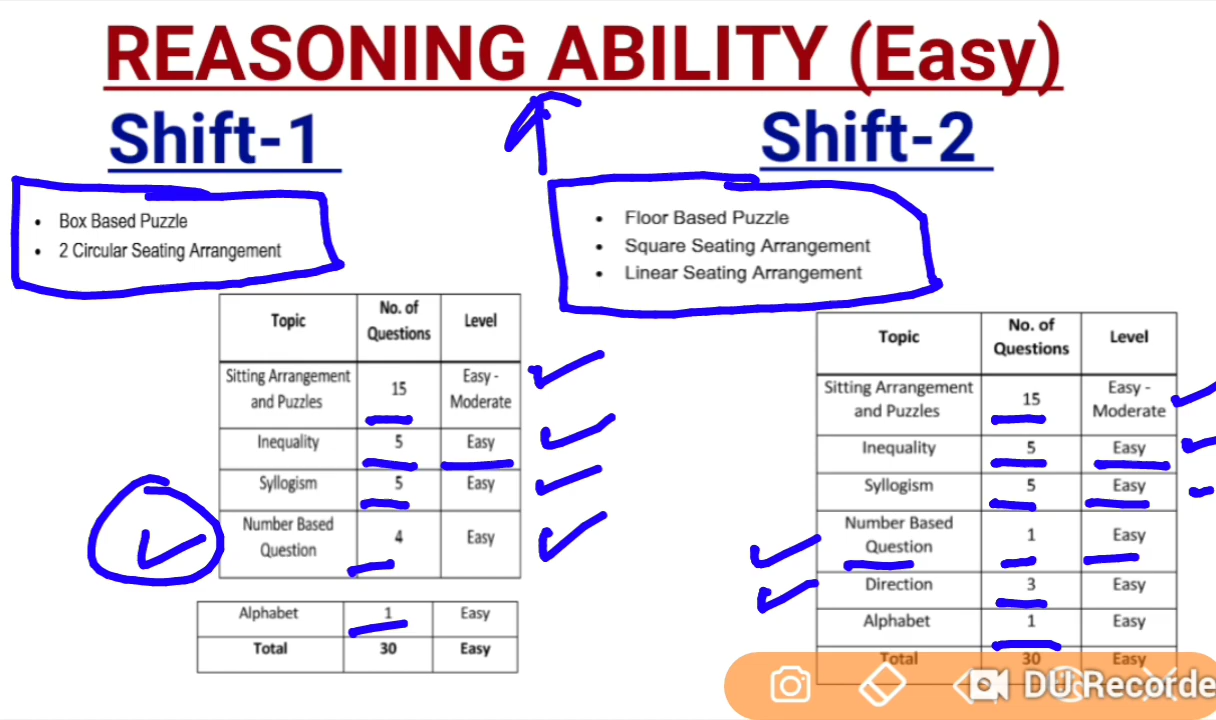 REASONING ABILITY (Easy)
Shift-1
• Box Based Puzzle
• 2 Circular Seating Arrangement
Topic No. of Questions Level
Sitting Arrangement and Puzzles 15 Easy - Moderate
Inequality 5 Easy
Syllogism 5 Easy
Number Based Question 4 Easy
Alphabet 1 Easy
Total 30 Easy
Shift-2
• Floor Based Puzzle
• Square Seating Arrangement
• Linear Seating Arrangement
Topic No. of Questions Level
Sitting Arrangement and Puzzles 15 Easy - Moderate
Inequality 5 Easy
Syllogism 5 Easy
Number Based Question 1 Easy
Direction 3 Easy
Alphabet 1 Easy
Total 30 Easy
DU Recorde